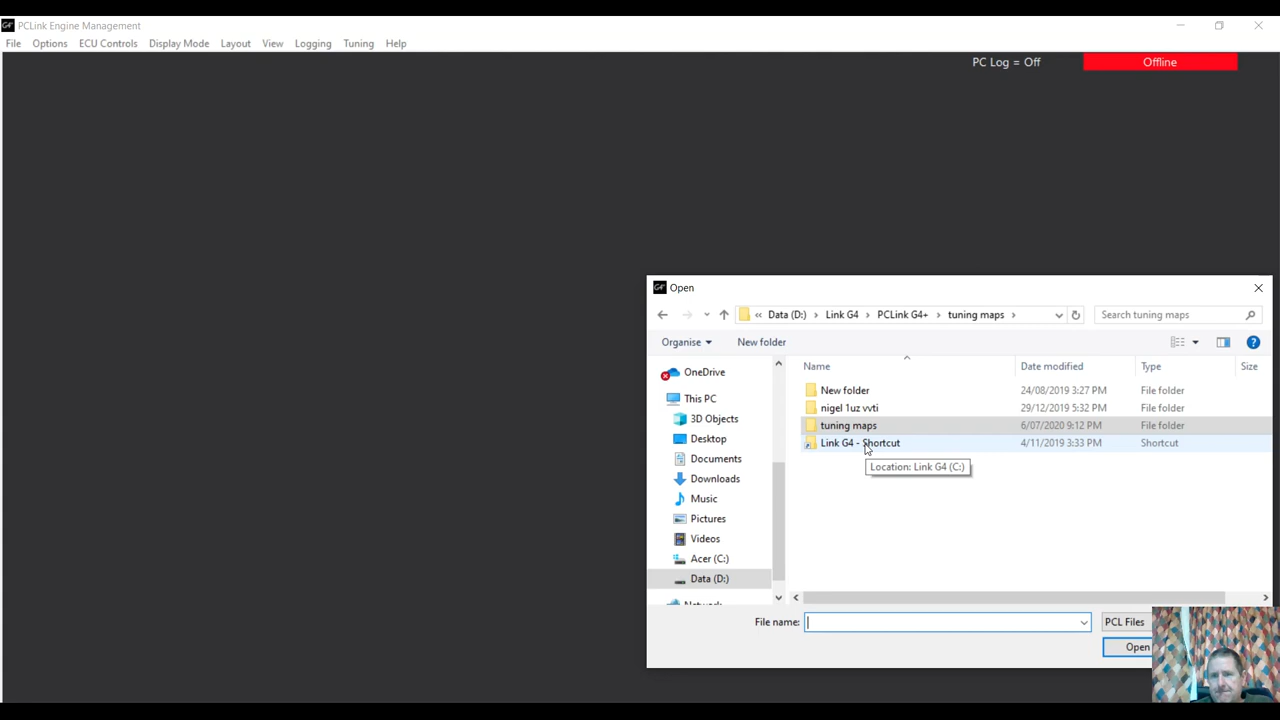 G4+ PCLink Engine Management
File Options ECU Controls Display Mode Layout View Logging Tuning Help
PC Log = Off Offline
G4+ Open
« Data (D:) › Link G4 › PCLink G4+ › tuning maps › Search tuning maps
Organise New folder
Name Date modified Type Size
OneDrive
This PC
3D Objects
Desktop
Documents
Downloads
Music
Pictures
Videos
Acer (C:)
Data (D:)
Network
New folder 24/08/2019 3:27 PM File folder
nigel 1uz vvti 29/12/2019 5:32 PM File folder
tuning maps 6/07/2020 9:12 PM File folder
Link G4 - Shortcut 4/11/2019 3:33 PM Shortcut
Location: Link G4 (C:)
File name: PCL Files
Open